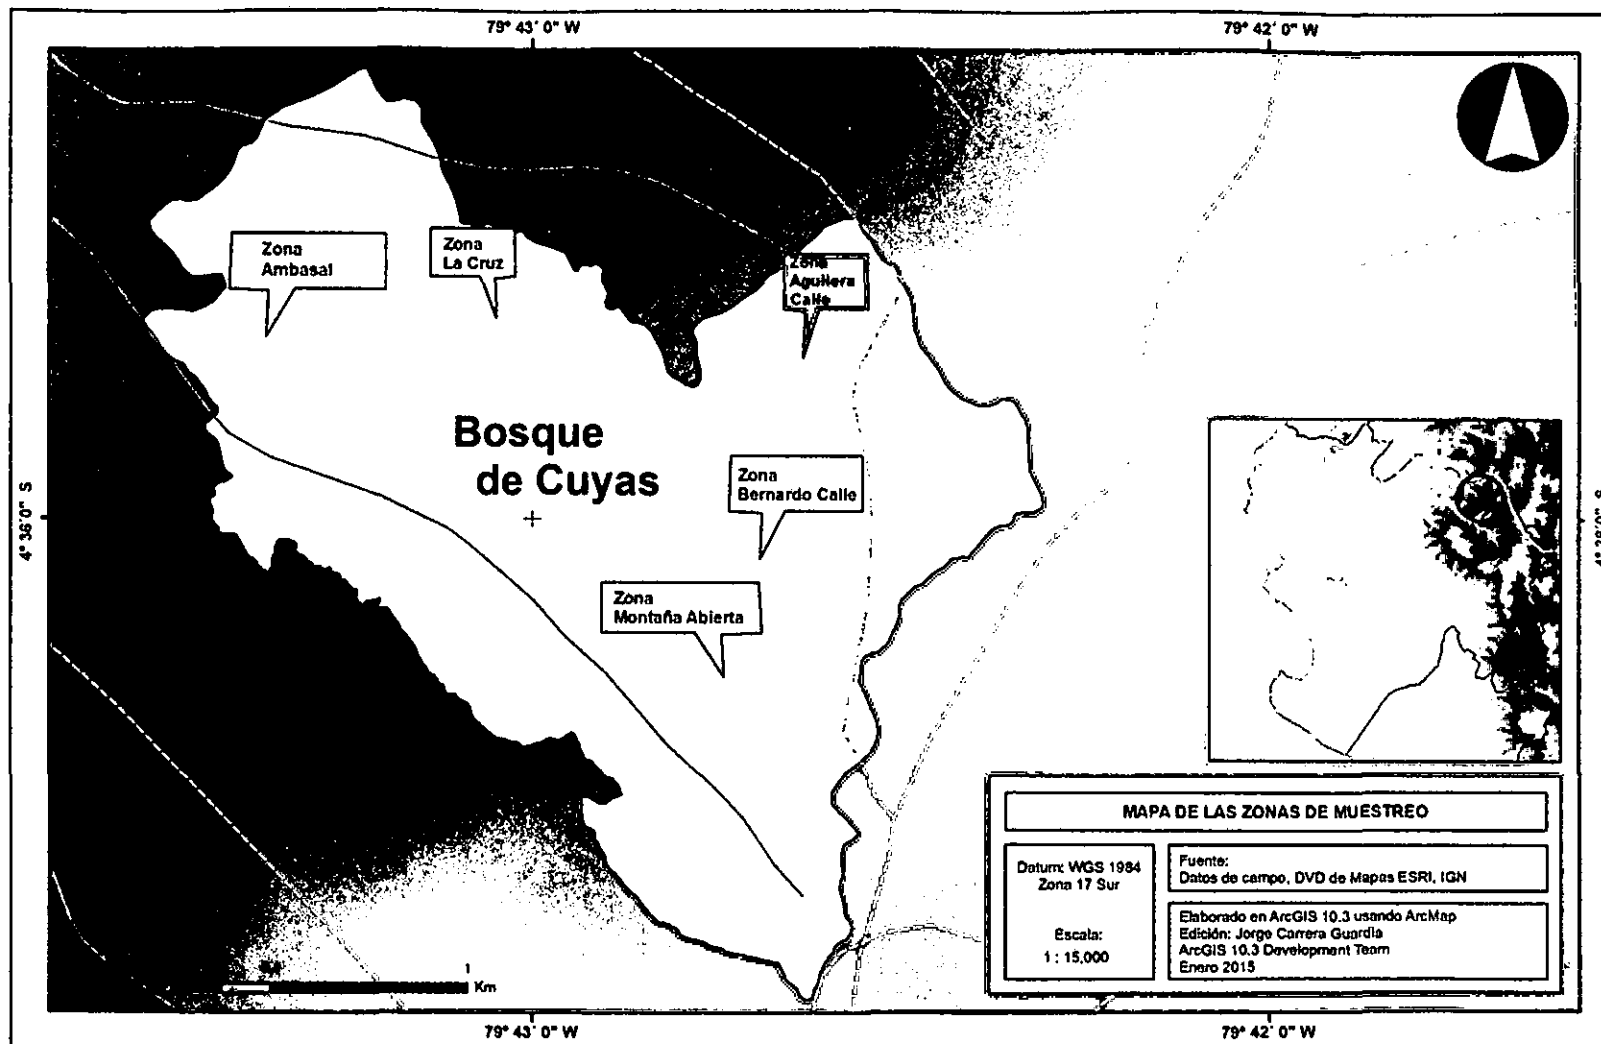 79° 43' 0" W
79° 42' 0" W
Zona
Ambasal
Zona
La Cruz
Zona
Aguilera
Calle
Bosque
de Cuyas
Zona
Bernardo Calle
Zona
Montaña Abierta
4° 36'0" S
1
Km
MAPA DE LAS ZONAS DE MUESTREO
Datum: WGS 1984
Zona 17 Sur
Escala:
1 : 15,000
Fuente:
Datos de campo, DVD de Mapas ESRI, IGN
Elaborado en ArcGIS 10.3 usando ArcMap
Edición: Jorge Carrera Guardia
ArcGIS 10.3 Development Team
Enero 2015
79° 43' 0" W
79° 42' 0" W